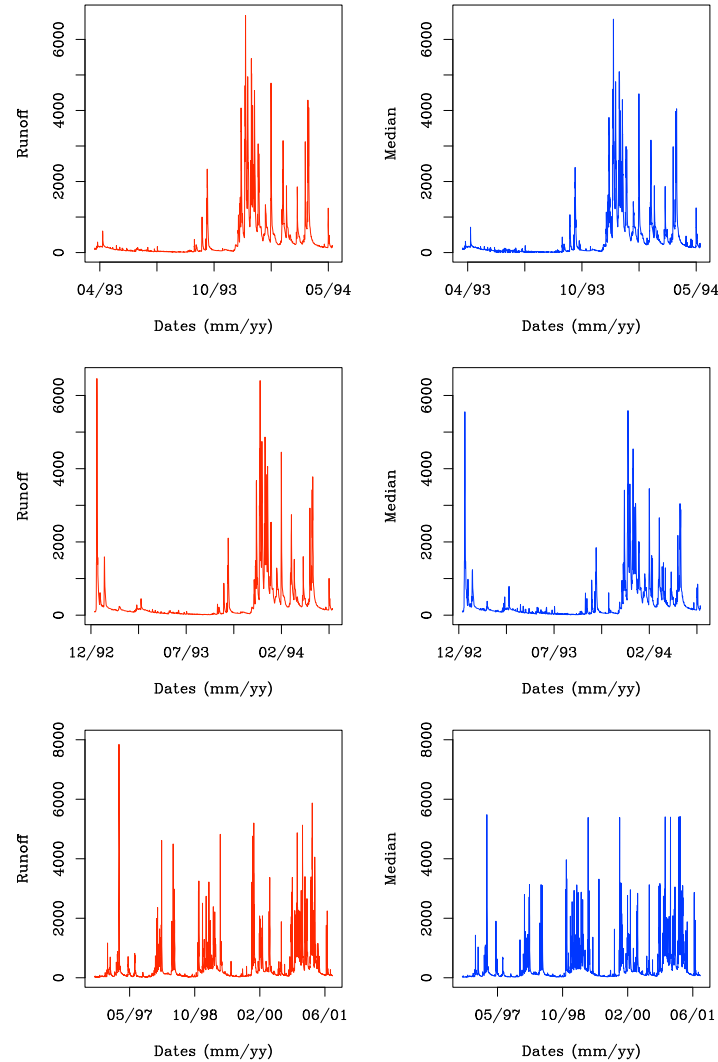 Runoff
0 2000 4000 6000
04/93 10/93 05/94
Dates (mm/yy)
Median
0 2000 4000 6000
04/93 10/93 05/94
Dates (mm/yy)
Runoff
0 2000 4000 6000
12/92 07/93 02/94
Dates (mm/yy)
Median
0 2000 4000 6000
12/92 07/93 02/94
Dates (mm/yy)
Runoff
0 2000 4000 6000 8000
05/97 10/98 02/00 06/01
Dates (mm/yy)
Median
0 2000 4000 6000 8000
05/97 10/98 02/00 06/01
Dates (mm/yy)